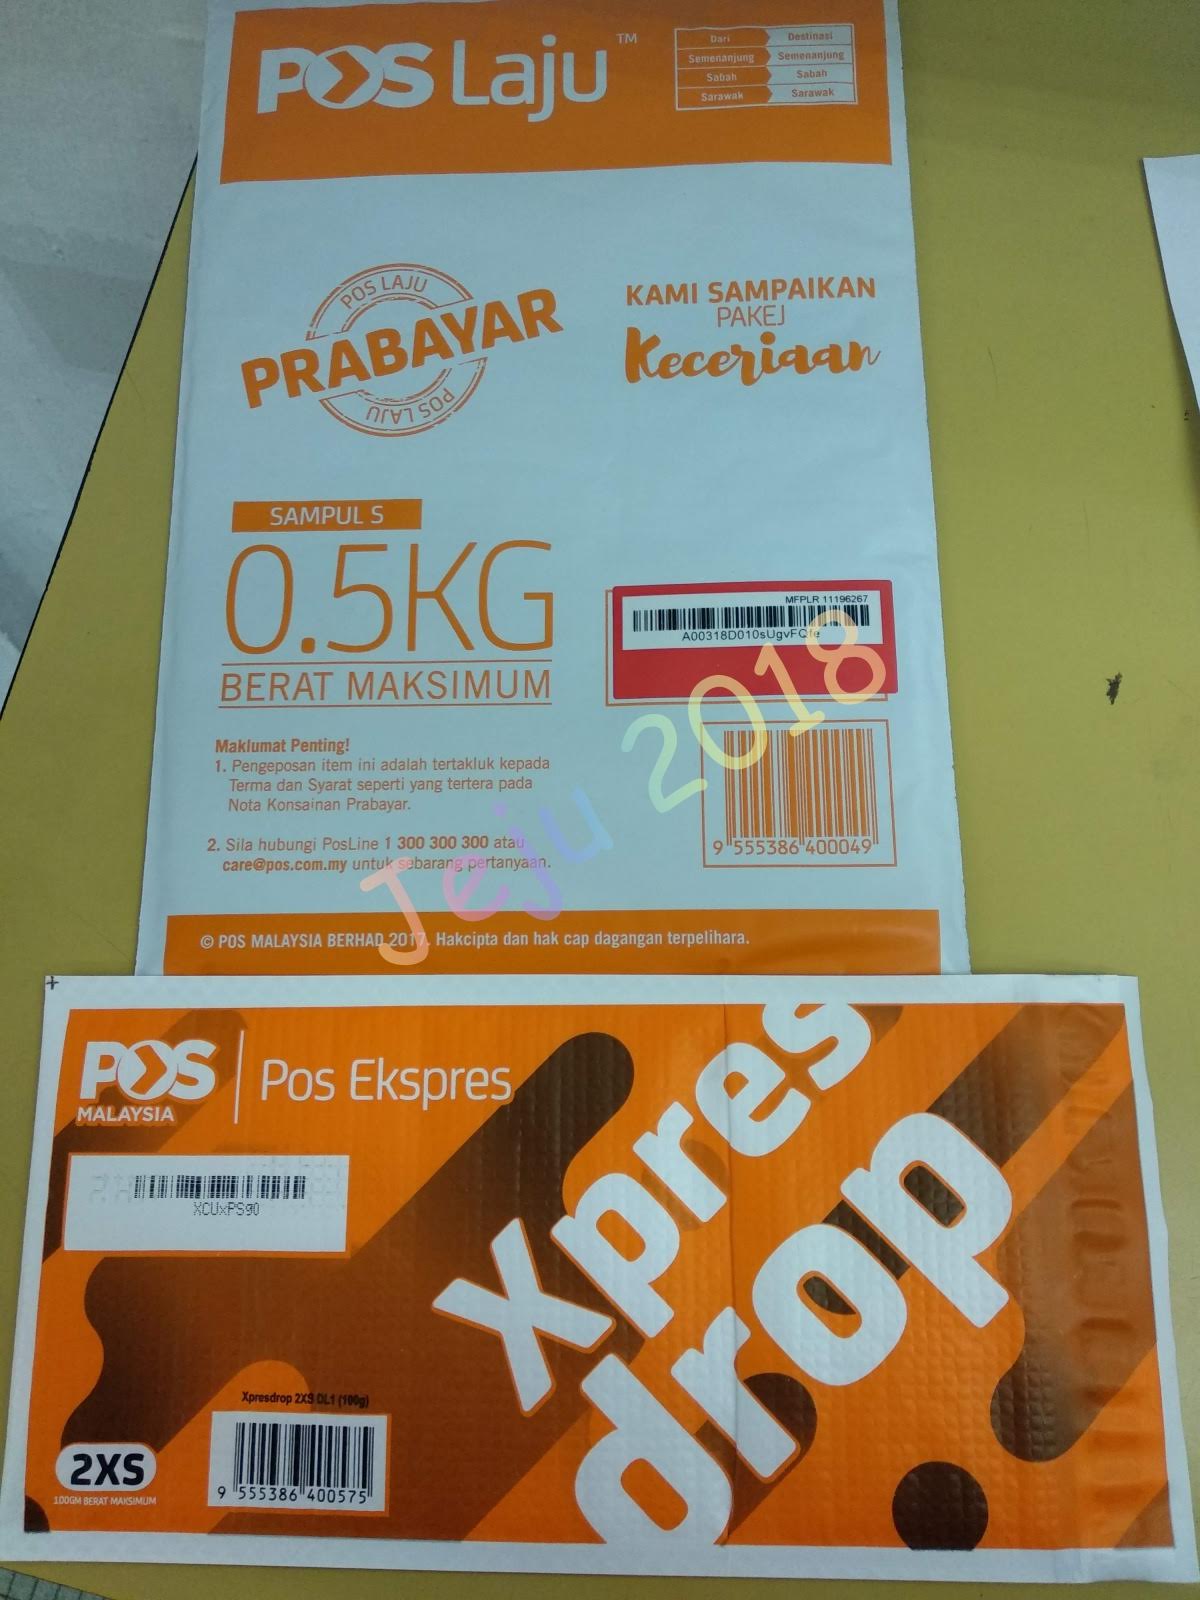 POS Laju™
Dari Destinasi
Semenanjung Semenanjung
Sabah Sabah
Sarawak Sarawak
POS LAJU
PRABAYAR
POS LAJU
KAMI SAMPAIKAN
PAKEJ
Keceriaan
SAMPUL S
0.5KG
BERAT MAKSIMUM
MFPLR 11196267
A00318D010sUgvFQfe
Maklumat Penting!
1. Pengeposan item ini adalah tertakluk kepada
Terma dan Syarat seperti yang tertera pada
Nota Konsainan Prabayar.
2. Sila hubungi PosLine 1 300 300 300 atau
care@pos.com.my untuk sebarang pertanyaan.
9 555386 400049
Jeju 2018
© POS MALAYSIA BERHAD 2017. Hakcipta dan hak cap dagangan terpelihara.
POS
MALAYSIA
Pos Ekspres
XCUxPS90
Xpres
drop
Xpresdrop 2XS DL1 (100g)
9 555386 400575
2XS
100GM BERAT MAKSIMUM